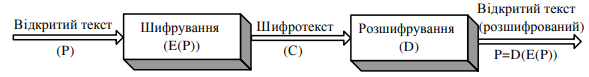 Відкритий текст
(P)
Шифрування
(E(P))
Шифротекст
(C)
Розшифрування
(D)
Відкритий текст
(розшифрований)
P=D(E(P))